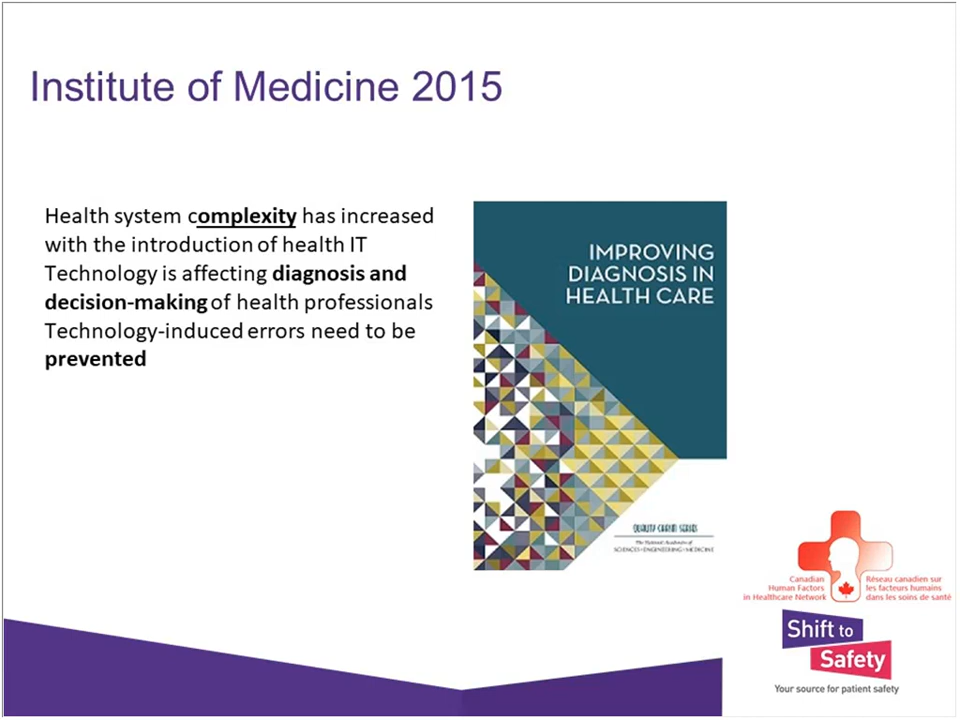 Institute of Medicine 2015
Health system complexity has increased
with the introduction of health IT
Technology is affecting diagnosis and
decision-making of health professionals
Technology-induced errors need to be
prevented
IMPROVING
DIAGNOSIS IN
HEALTH CARE
QUALITY CHASM SERIES
The National Academies of
SCIENCES • ENGINEERING • MEDICINE
Canadian
Human Factors
in Healthcare Network
Réseau canadien sur
les facteurs humains
dans les soins de santé
Shift to
Safety
Your source for patient safety